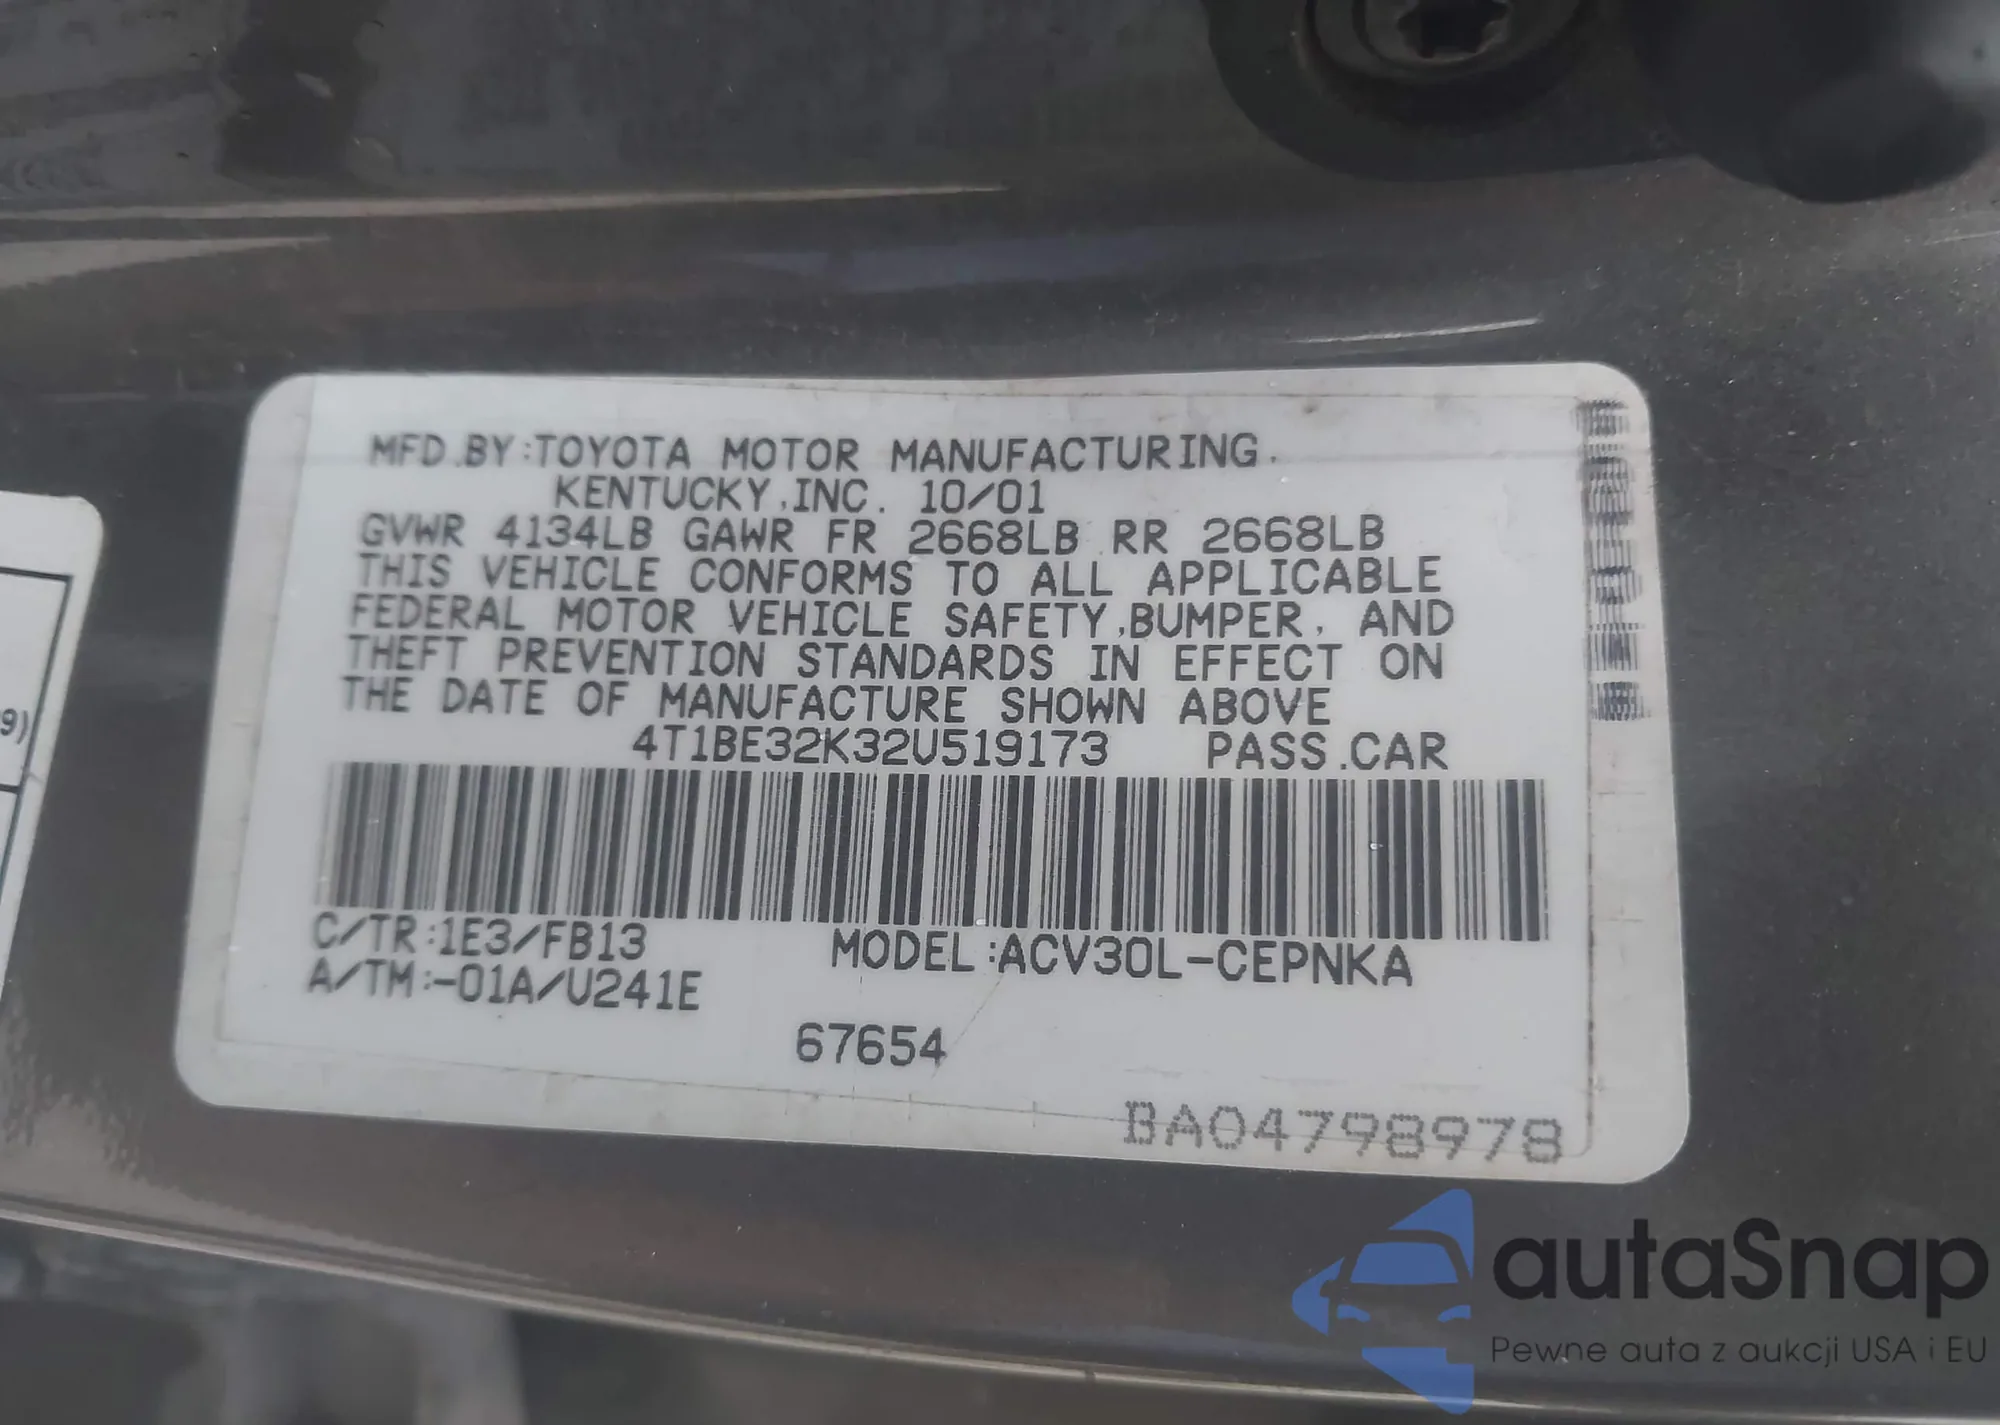 MFD.BY:TOYOTA MOTOR MANUFACTURING.
KENTUCKY,INC. 10/01
GVWR 4134LB GAWR FR 2668LB RR 2668LB
THIS VEHICLE CONFORMS TO ALL APPLICABLE
FEDERAL MOTOR VEHICLE SAFETY,BUMPER, AND
THEFT PREVENTION STANDARDS IN EFFECT ON
THE DATE OF MANUFACTURE SHOWN ABOVE
4T1BE32K32U519173 PASS.CAR
C/TR:1E3/FB13 MODEL:ACV30L-CEPNKA
A/TM:-01A/U241E
67654
BA04798978
9)
autaSnap
Pewne auta z aukcji USA i EU